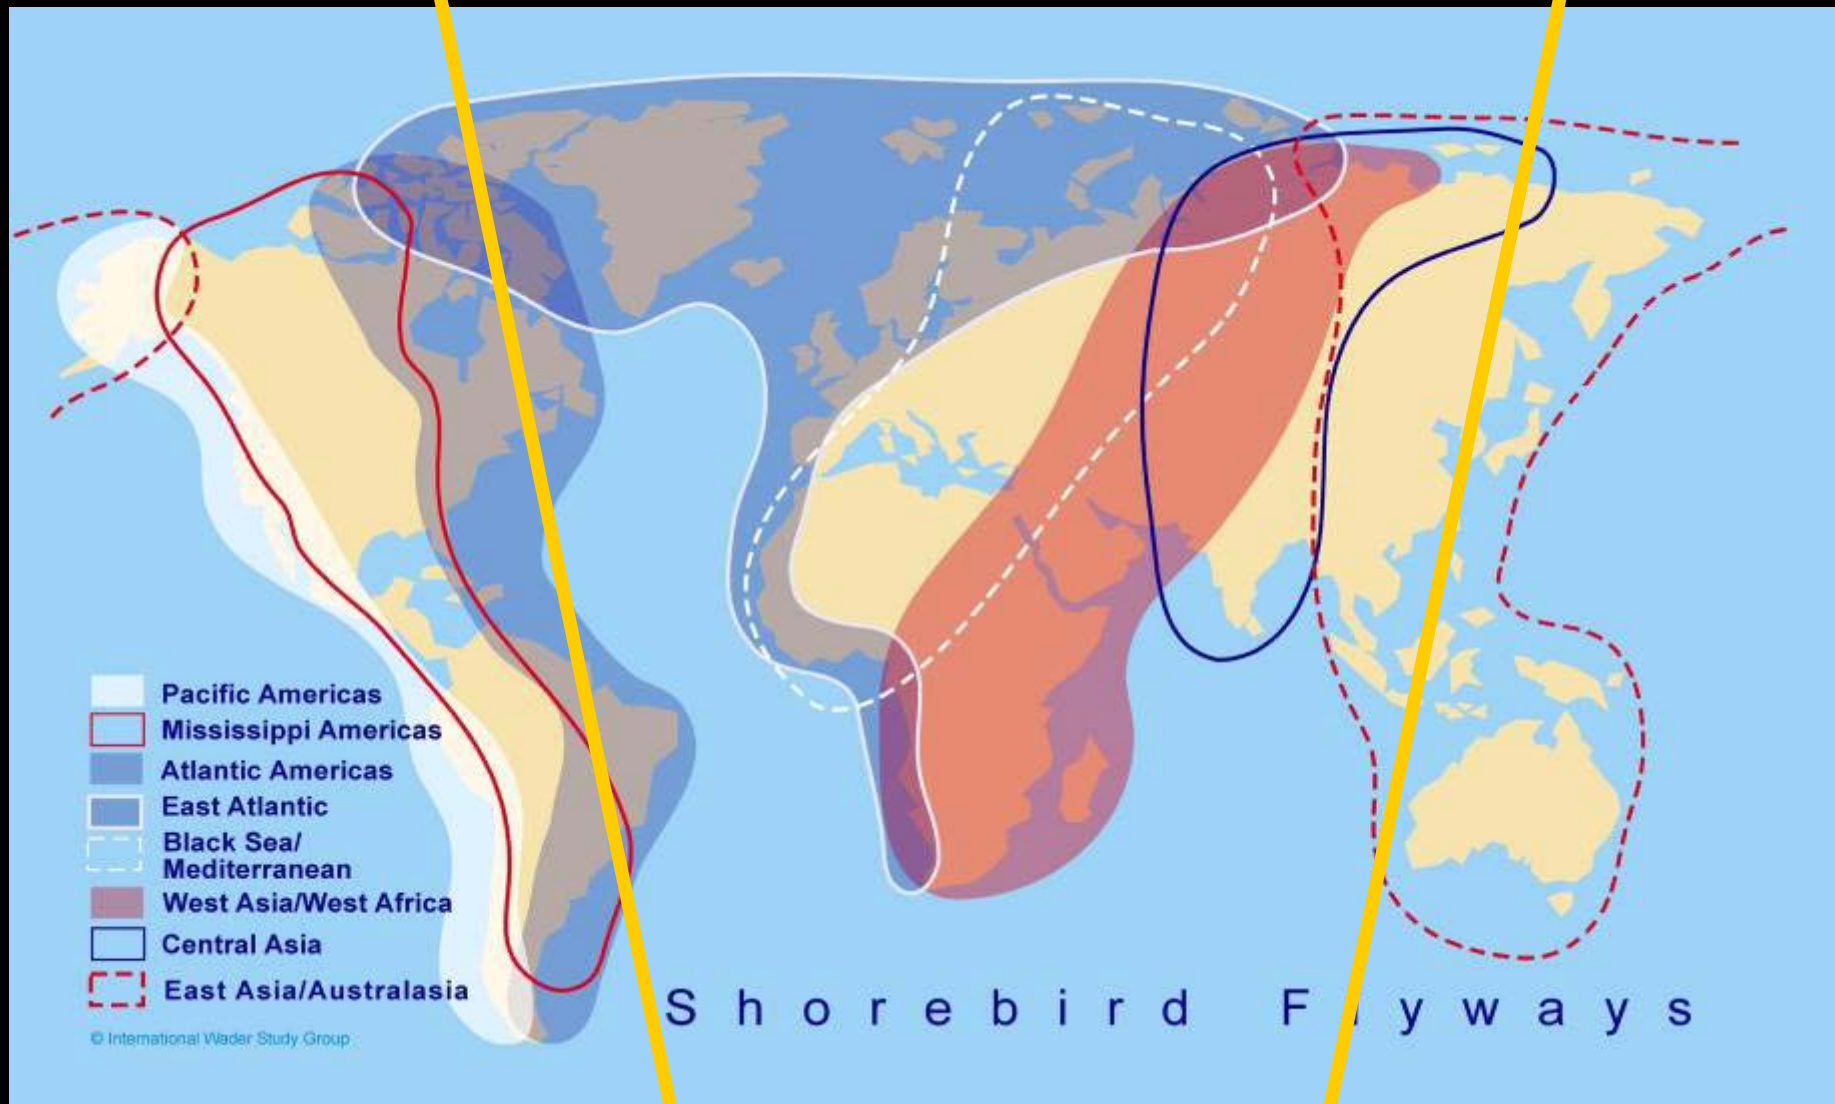 Pacific Americas
Mississippi Americas
Atlantic Americas
East Atlantic
Black Sea/
Mediterranean
West Asia/West Africa
Central Asia
East Asia/Australasia
© International Wader Study Group
Shorebird Flyways